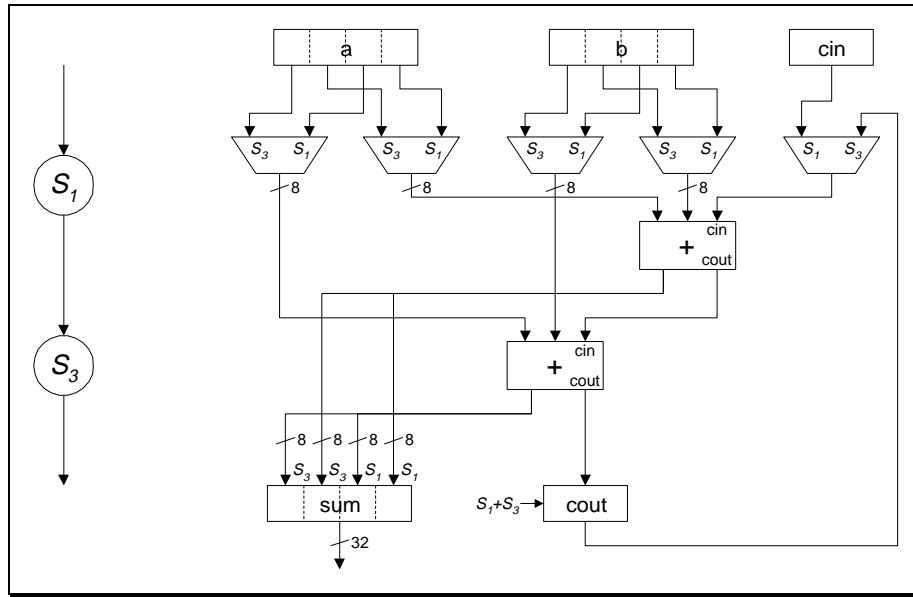 a b cin
S3 S1 S3 S1 S3 S1 S3 S1 S1 S3
S1
8 8 8 8
cin
+
cout
S3
cin
+
cout
8 8 8 8
S3 S3 S1 S1
sum
S1+S3 cout
32